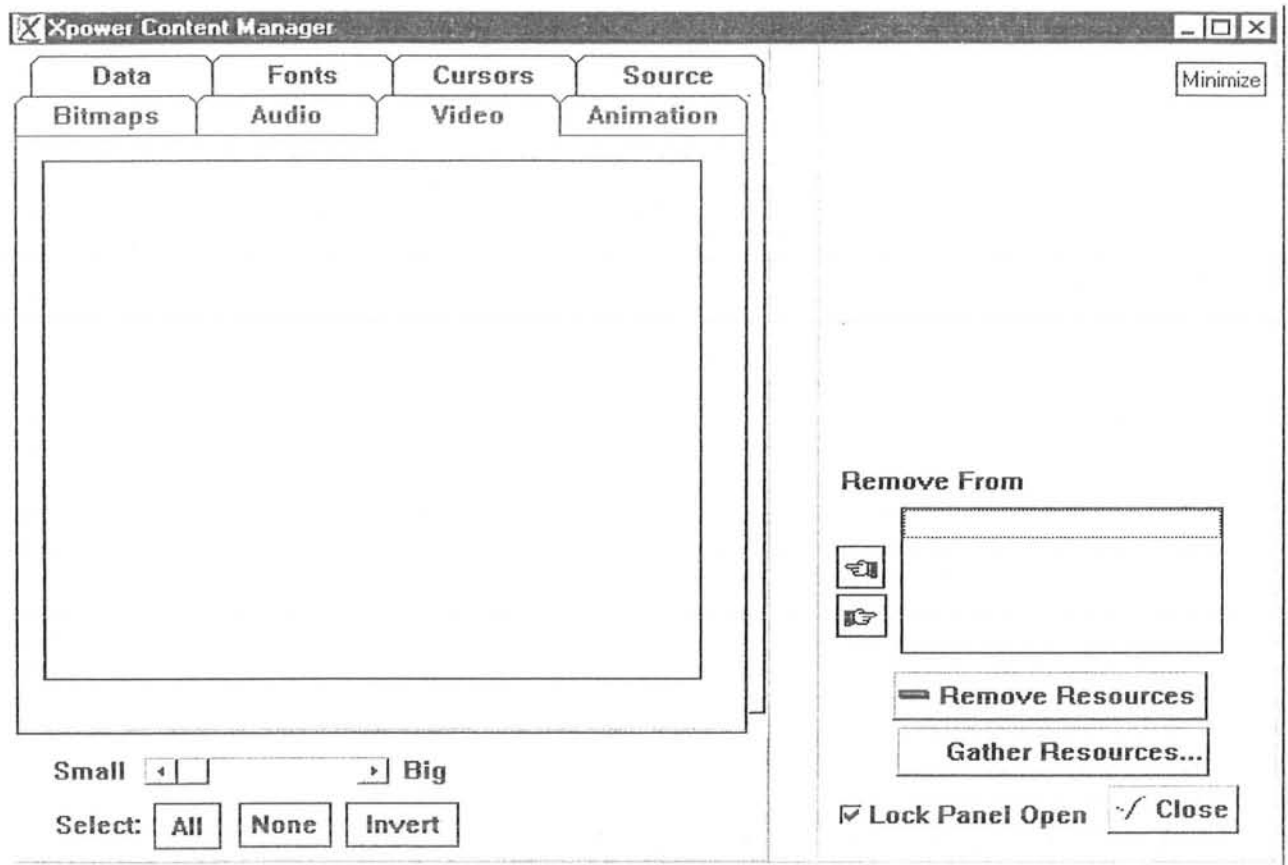 Xpower Content Manager
Data Fonts Cursors Source
Minimize
Bitmaps Audio Video Animation
Remove From
Remove Resources
Gather Resources...
Small Big
Lock Panel Open Close
Select: All None Invert